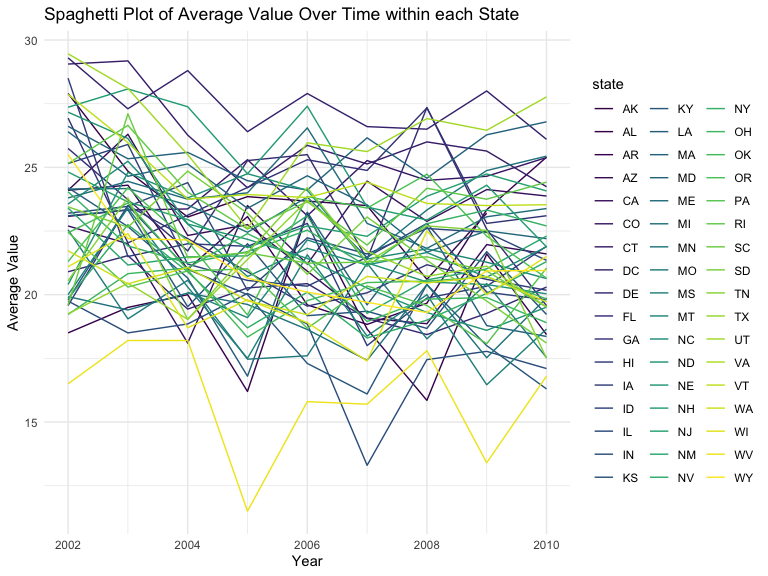 Spaghetti Plot of Average Value Over Time within each State
30
25
20
15
Average Value
2002 2004 2006 2008 2010
Year
state
AK KY NY
AL LA OH
AR MA OK
AZ MD OR
CA ME PA
CO MI RI
CT MN SC
DC MO SD
DE MS TN
FL MT TX
GA NC UT
HI ND VA
IA NE VT
ID NH WA
IL NJ WI
IN NM WV
KS NV WY